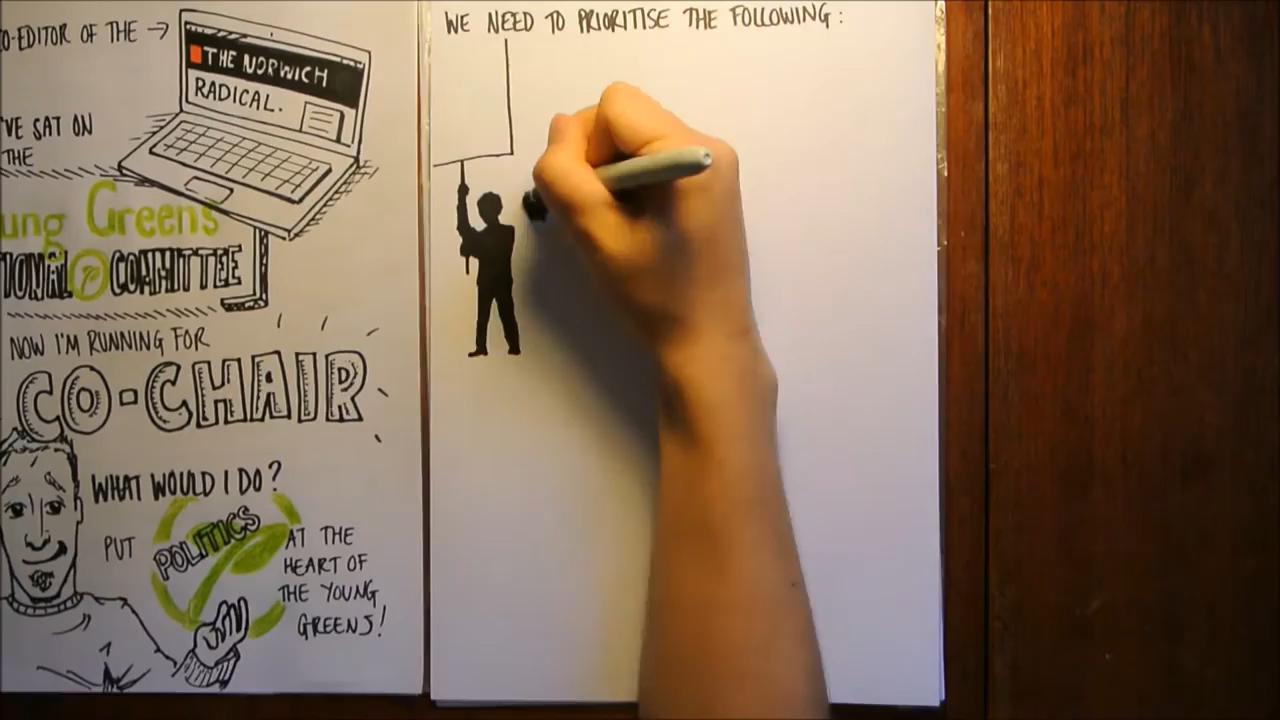 CO-EDITOR OF THE →
THE NORWICH
RADICAL.
I'VE SAT ON
THE
Greens
COMMITTEE
NOW I'M RUNNING FOR
CO-CHAIR
WHAT WOULD I DO?
PUT
POLITICS
AT THE
HEART OF
THE YOUNG
GREENS!
WE NEED TO PRIORITISE THE FOLLOWING: